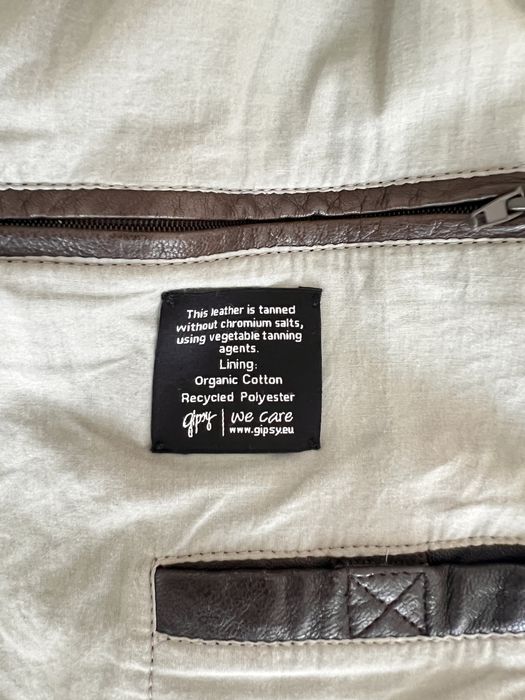 This leather is tanned
without chromium salts,
using vegetable tanning
agents.
Lining:
Organic Cotton
Recycled Polyester
gipsy | we care
www.gipsy.eu